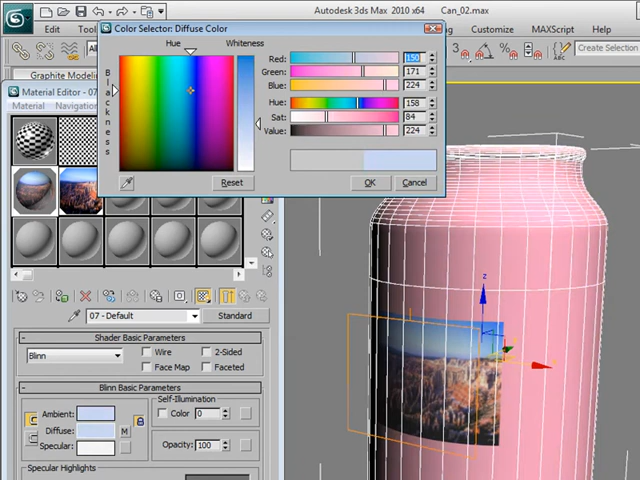 Autodesk 3ds Max 2010 x64 Can_02.max
Edit
Customize
MAXScript
Help
Graphite Modelin
Create Selection
Material Editor - 07
Material Navigation
Color Selector: Diffuse Color
Hue
Whiteness
Blackness
Red: 150
Green: 171
Blue: 224
Hue: 158
Sat: 84
Value: 224
Reset
OK
Cancel
07 - Default
Standard
Shader Basic Parameters
Blinn
Wire
2-Sided
Face Map
Faceted
Blinn Basic Parameters
Self-Illumination
Ambient:
Color 0
Diffuse:
M
Specular:
Opacity: 100
Specular Highlights
z